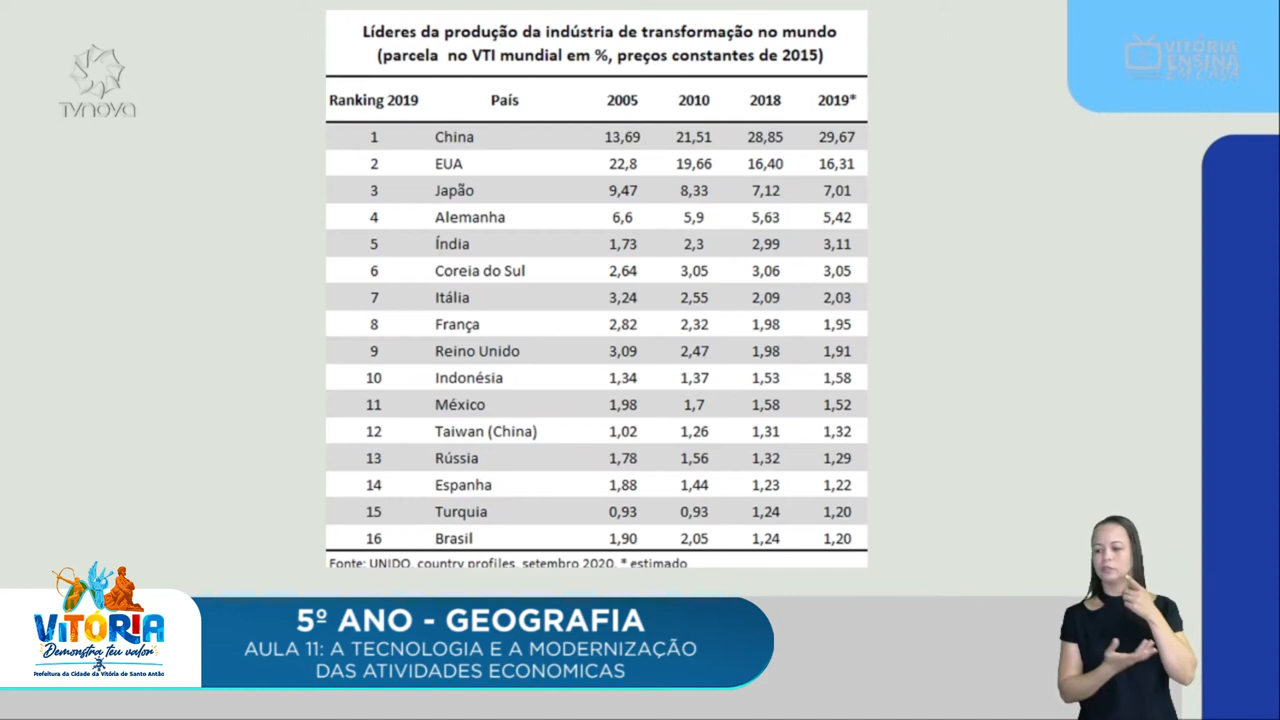 Líderes da produção da indústria de transformação no mundo
(parcela no VTI mundial em %, preços constantes de 2015)
Ranking 2019 País 2005 2010 2018 2019*
1 China 13,69 21,51 28,85 29,67
2 EUA 22,8 19,66 16,40 16,31
3 Japão 9,47 8,33 7,12 7,01
4 Alemanha 6,6 5,9 5,63 5,42
5 Índia 1,73 2,3 2,99 3,11
6 Coreia do Sul 2,64 3,05 3,06 3,05
7 Itália 3,24 2,55 2,09 2,03
8 França 2,82 2,32 1,98 1,95
9 Reino Unido 3,09 2,47 1,98 1,91
10 Indonésia 1,34 1,37 1,53 1,58
11 México 1,98 1,7 1,58 1,52
12 Taiwan (China) 1,02 1,26 1,31 1,32
13 Rússia 1,78 1,56 1,32 1,29
14 Espanha 1,88 1,44 1,23 1,22
15 Turquia 0,93 0,93 1,24 1,20
16 Brasil 1,90 2,05 1,24 1,20
Fonte: UNIDO, country profiles, setembro 2020. * estimado
TVNOVA
VITÓRIA
ENSINA
EM CASA
VITÓRIA
Demonstra teu valor
Prefeitura da Cidade da Vitória de Santo Antão
5º ANO - GEOGRAFIA
AULA 11: A TECNOLOGIA E A MODERNIZAÇÃO
DAS ATIVIDADES ECONOMICAS